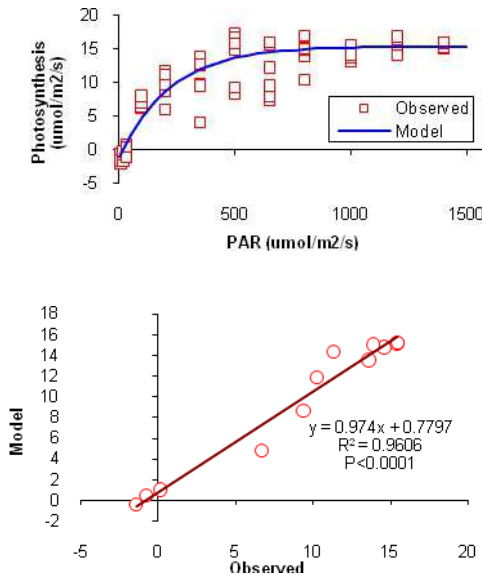 20
15
10
5
0
-5
Photosynthesis
(umol/m2/s)
Observed
Model
0
500
1000
1500
PAR (umol/m2/s)
18
16
14
12
10
8
6
4
2
0
-2
Model
y = 0.974x + 0.7797
R² = 0.9606
P<0.0001
-5
0
5
10
15
20
Observed